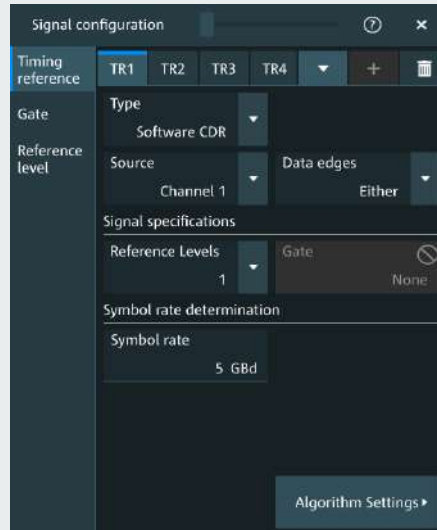 Signal configuration
Timing reference
TR1 TR2 TR3 TR4
Gate
Reference level
Type
Software CDR
Source
Channel 1
Data edges
Either
Signal specifications
Reference Levels
1
Gate
None
Symbol rate determination
Symbol rate
5 GBd
Algorithm Settings